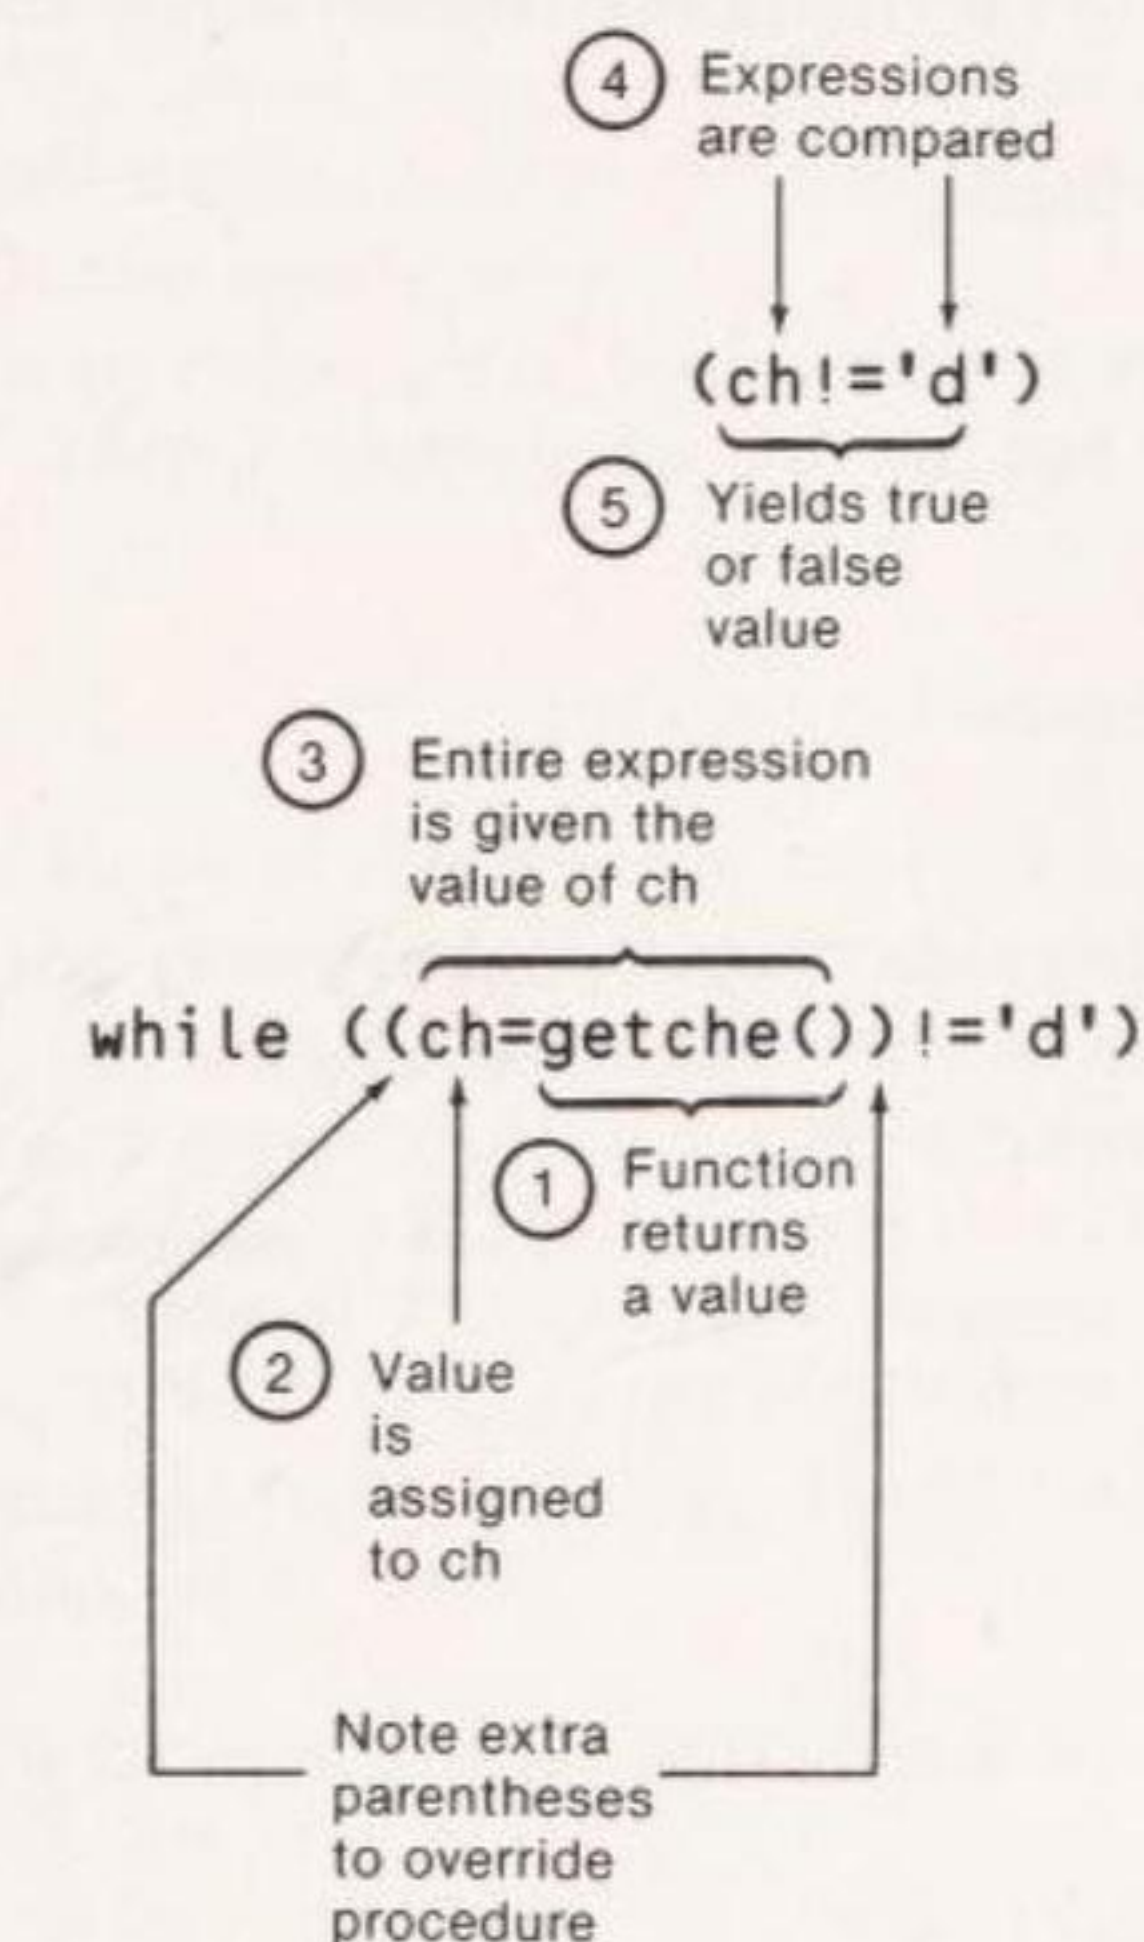 4 Expressions
are compared
(ch!='d')
5 Yields true
or false
value
3 Entire expression
is given the
value of ch
while ((ch=getche())!='d')
1 Function
returns
a value
2 Value
is
assigned
to ch
Note extra
parentheses
to override
procedure